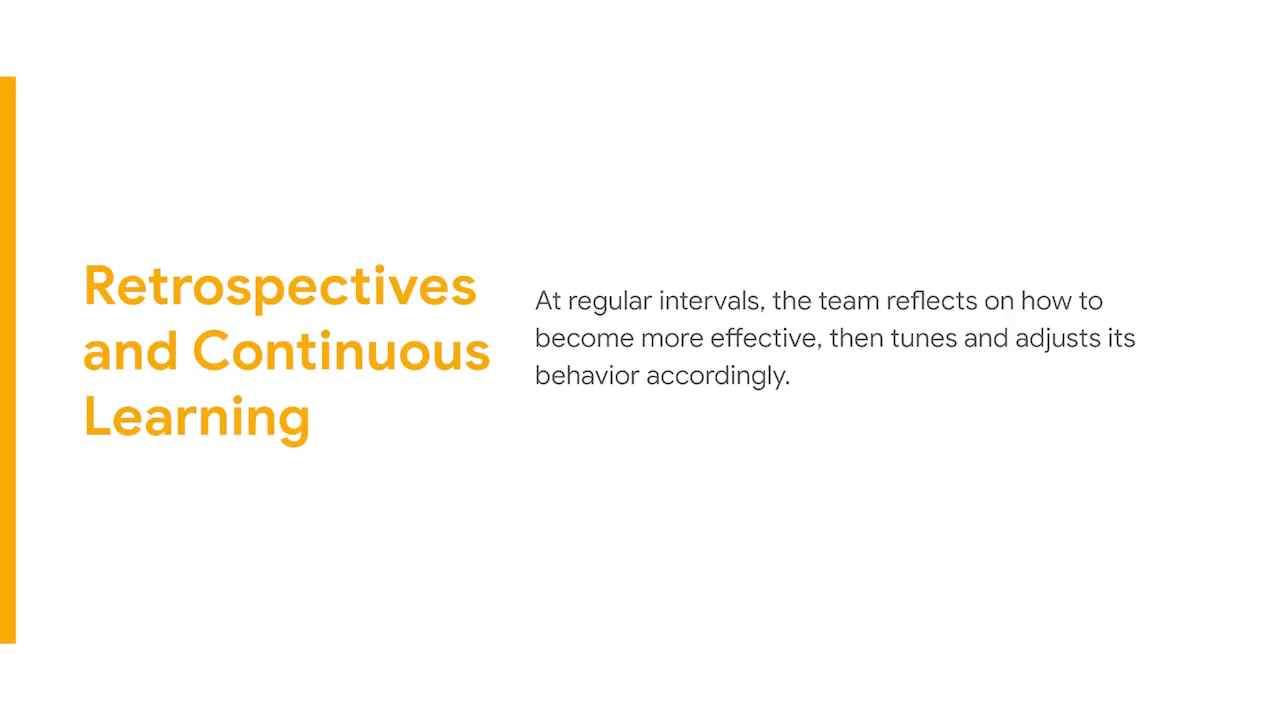 Retrospectives
and Continuous
Learning
At regular intervals, the team reflects on how to
become more effective, then tunes and adjusts its
behavior accordingly.